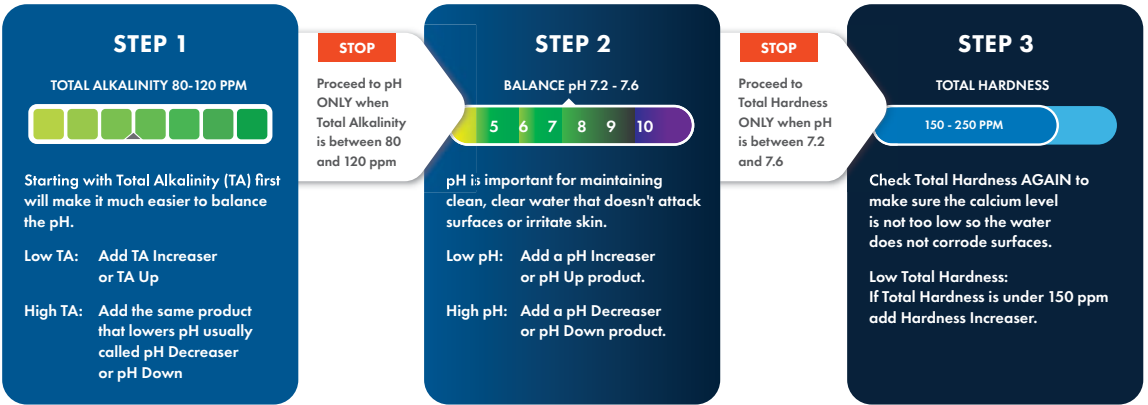 STEP 1
TOTAL ALKALINITY 80-120 PPM
Starting with Total Alkalinity (TA) first
will make it much easier to balance
the pH.
Low TA: Add TA Increaser
or TA Up
High TA: Add the same product
that lowers pH usually
called pH Decreaser
or pH Down
STOP
Proceed to pH
ONLY when
Total Alkalinity
is between 80
and 120 ppm
STEP 2
BALANCE pH 7.2 - 7.6
5 6 7 8 9 10
pH is important for maintaining
clean, clear water that doesn't attack
surfaces or irritate skin.
Low pH: Add a pH Increaser
or pH Up product.
High pH: Add a pH Decreaser
or pH Down product.
STOP
Proceed to
Total Hardness
ONLY when pH
is between 7.2
and 7.6
STEP 3
TOTAL HARDNESS
150 - 250 PPM
Check Total Hardness AGAIN to
make sure the calcium level
is not too low so the water
does not corrode surfaces.
Low Total Hardness:
If Total Hardness is under 150 ppm
add Hardness Increaser.